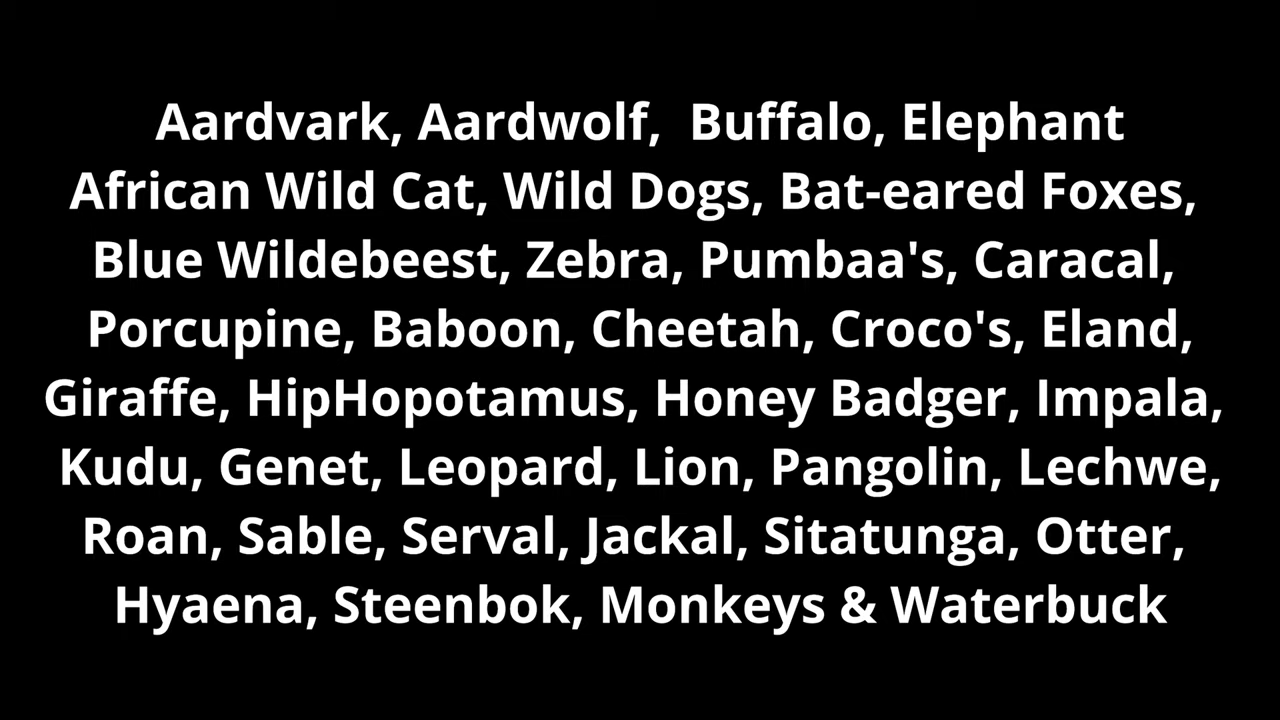 Aardvark, Aardwolf,  Buffalo, Elephant
African Wild Cat, Wild Dogs, Bat-eared Foxes,
Blue Wildebeest, Zebra, Pumbaa's, Caracal,
Porcupine, Baboon, Cheetah, Croco's, Eland,
Giraffe, HipHopotamus, Honey Badger, Impala,
Kudu, Genet, Leopard, Lion, Pangolin, Lechwe,
Roan, Sable, Serval, Jackal, Sitatunga, Otter,
Hyaena, Steenbok, Monkeys & Waterbuck